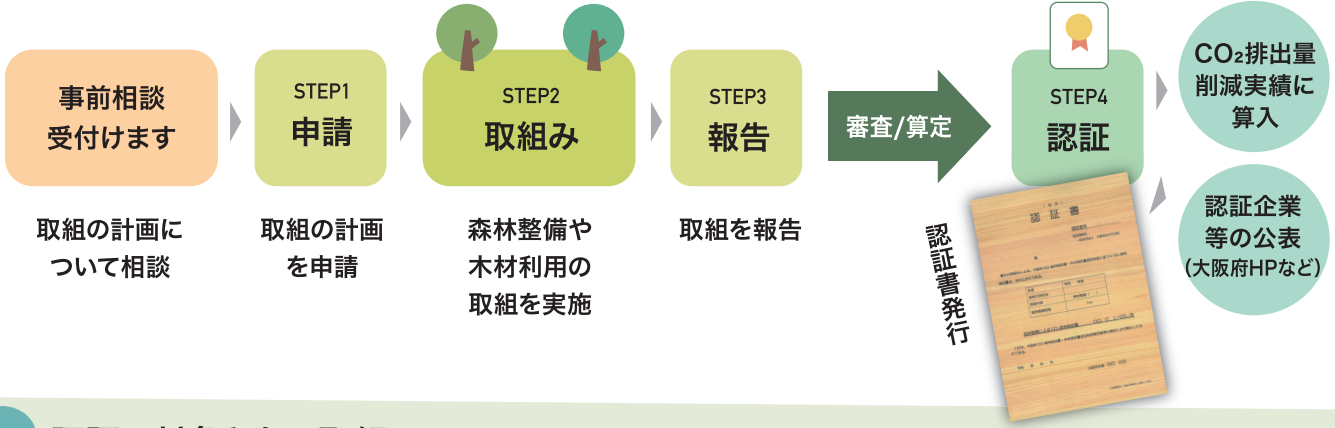 事前相談
受付けます
取組の計画に
ついて相談
STEP1
申請
取組の計画
を申請
STEP2
取組み
森林整備や
木材利用の
取組を実施
STEP3
報告
取組を報告
審査/算定
STEP4
認証
認証書発行
認証書
CO₂排出量
削減実績に
算入
認証企業
等の公表
(大阪府HPなど)